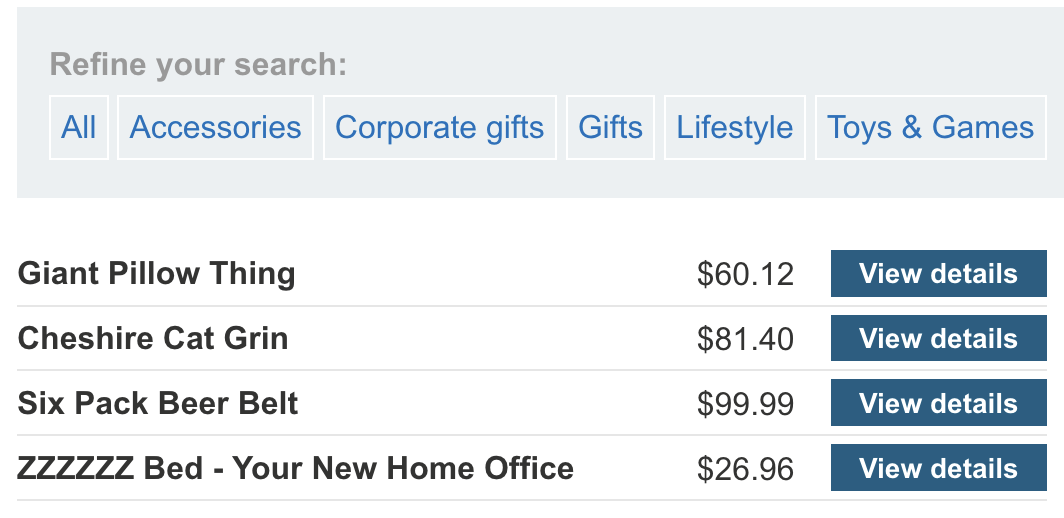 Refine your search:
All Accessories Corporate gifts Gifts Lifestyle Toys & Games
Giant Pillow Thing $60.12 View details
Cheshire Cat Grin $81.40 View details
Six Pack Beer Belt $99.99 View details
ZZZZZZ Bed - Your New Home Office $26.96 View details